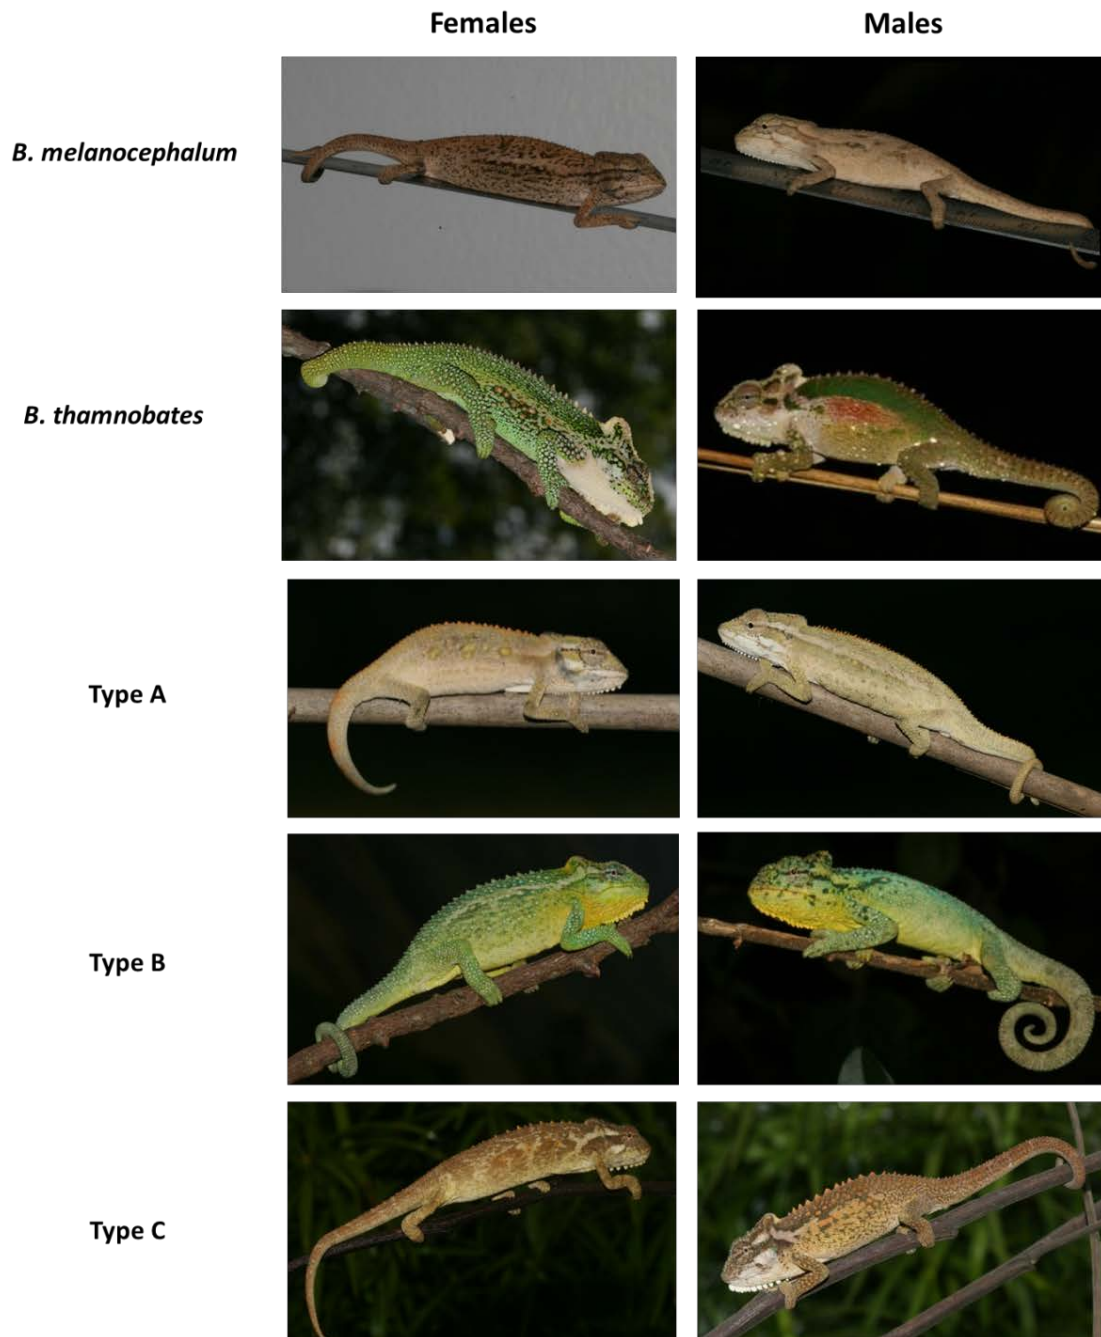 Females Males
B. melanocephalum
B. thamnobates
Type A
Type B
Type C